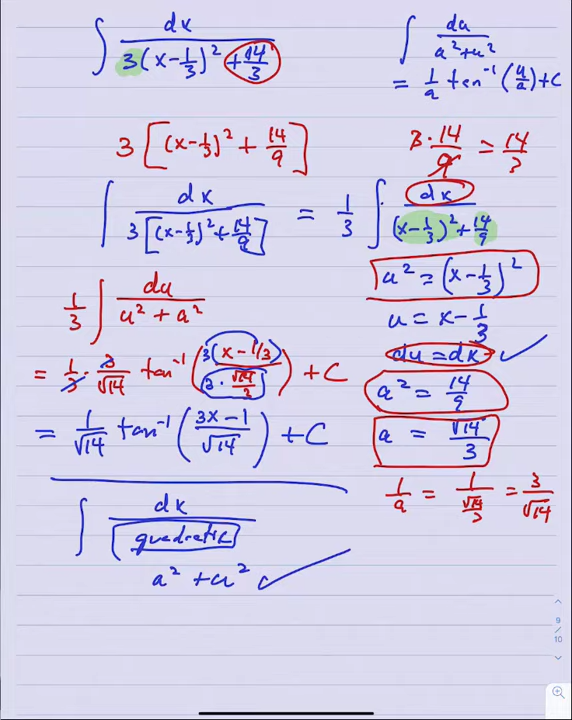 ∫ dx / (3(x-1/3)² + 14/3)
∫ du / (a²+u²)
= 1/a tan⁻¹(u/a)+C
3[(x-1/3)² + 14/9]
3 · 14/9 = 14/3
∫ dx / (3[(x-1/3)²+14/9]) = 1/3 ∫ dx / ((x-1/3)²+14/9)
u² = (x-1/3)²
1/3 ∫ du / (u² + a²)
u = x - 1/3
du = dx ✓
= 1/3 · 3/√14 tan⁻¹(3(x - 1/3) / (3 · √14/3)) + C
a² = 14/9
a = √14/3
= 1/√14 tan⁻¹((3x-1)/√14) + C
1/a = 1/(√14/3) = 3/√14
∫ dx / quadratic
a² + u² ✓
9
/
10